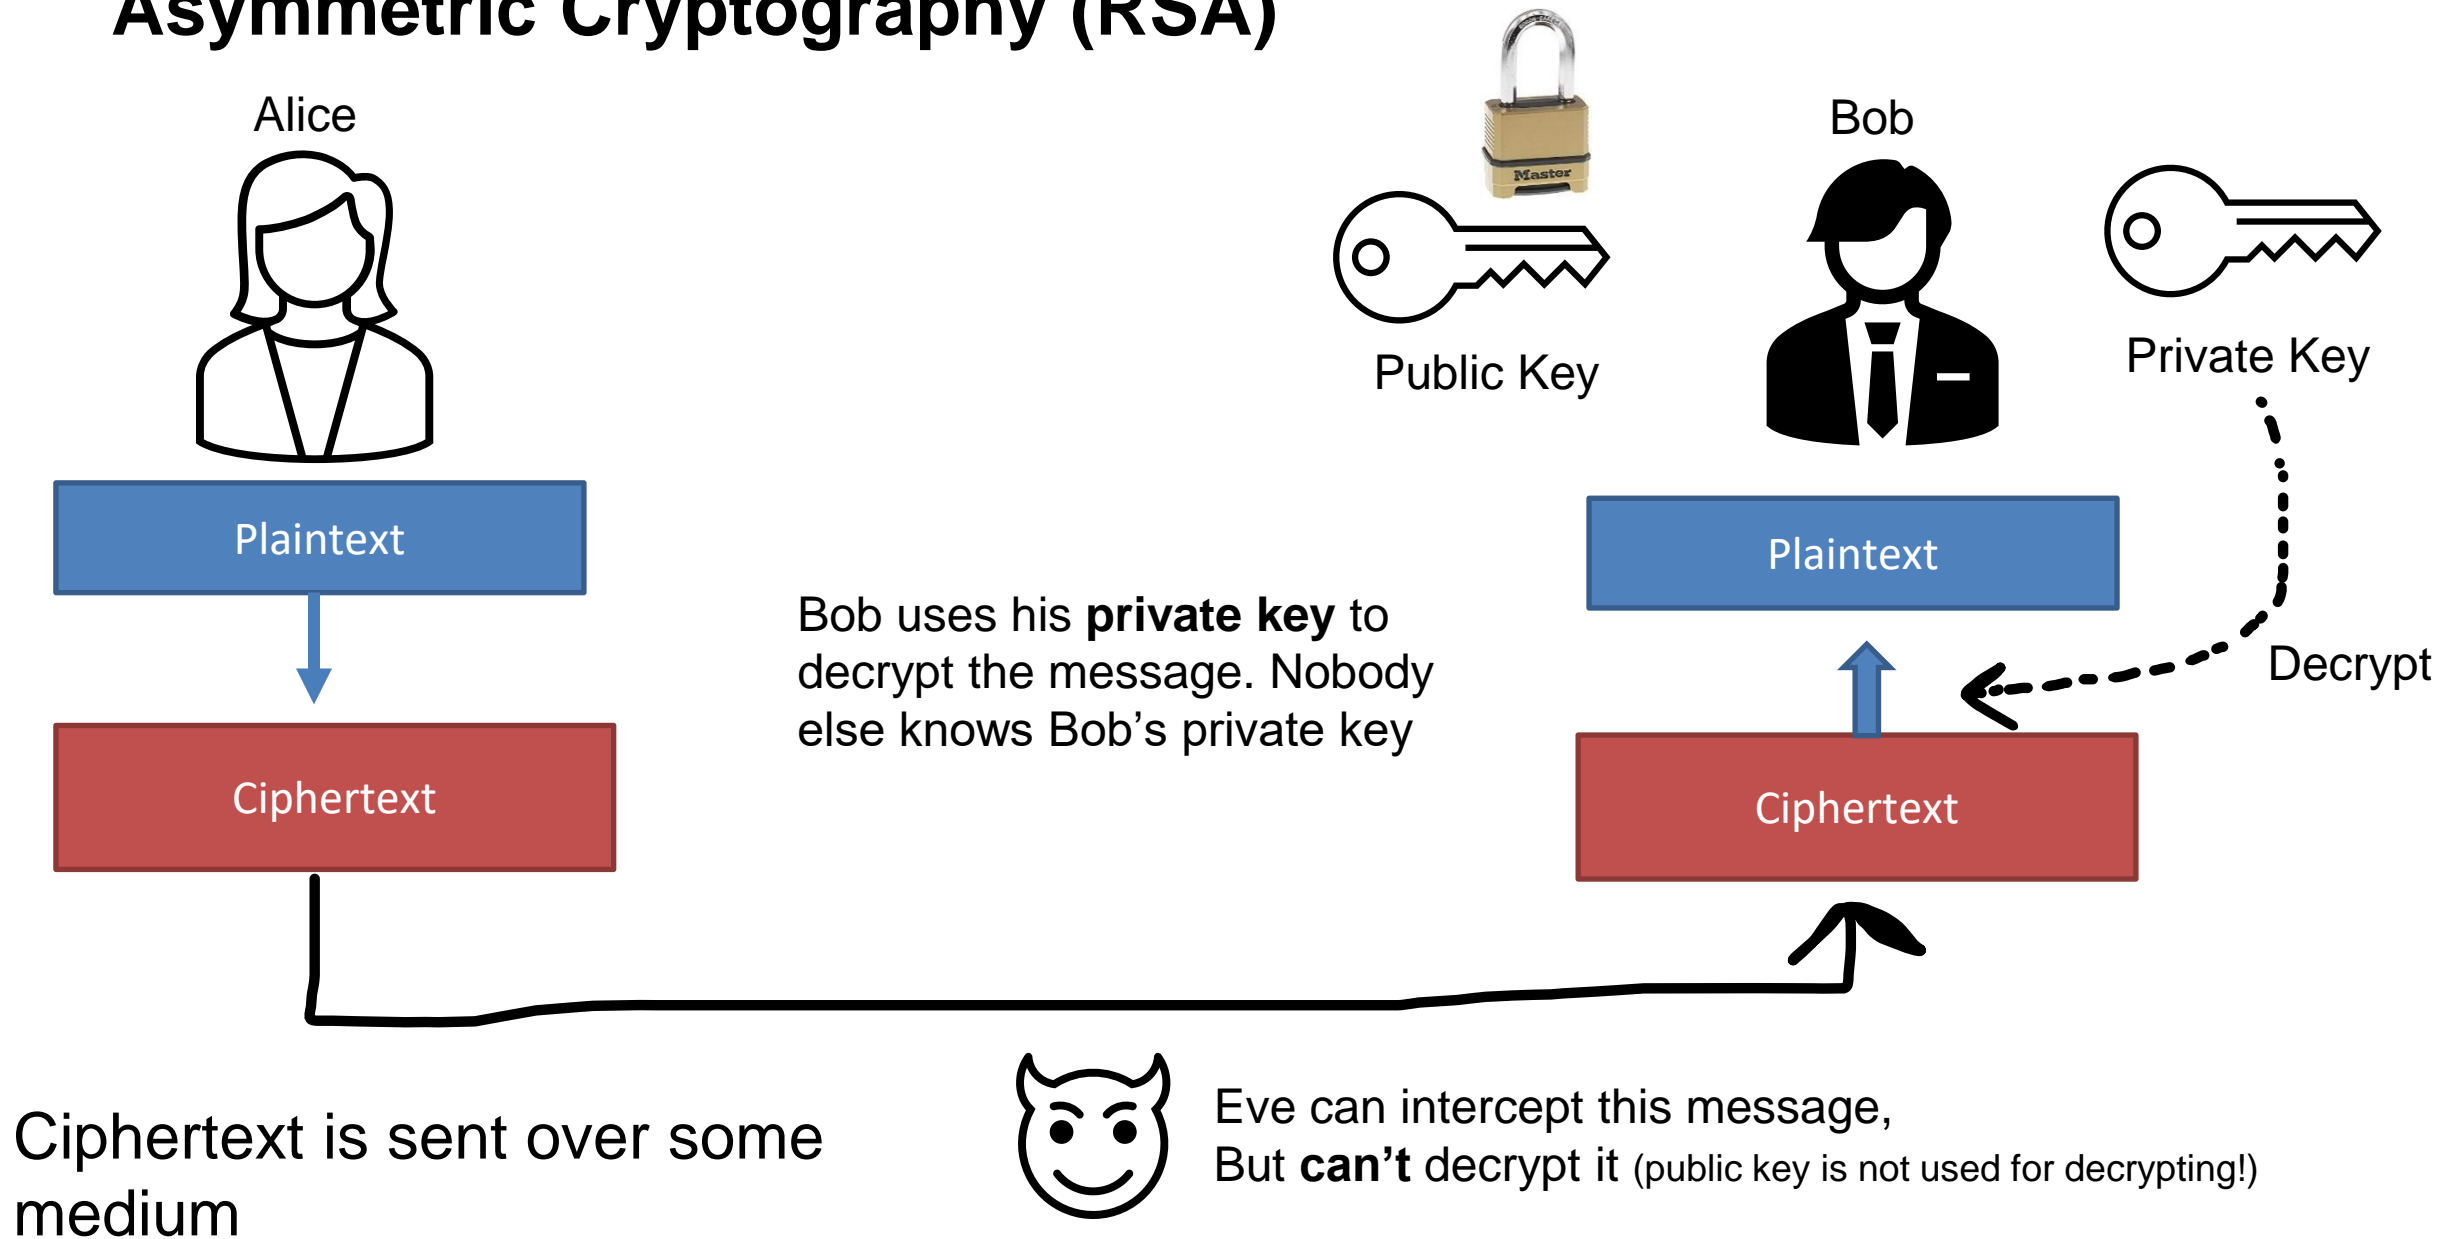 Asymmetric Cryptography (RSA)
Alice
Bob
Master
Public Key
Private Key
Plaintext
Plaintext
Bob uses his private key to
decrypt the message. Nobody
else knows Bob’s private key
Decrypt
Ciphertext
Ciphertext
Ciphertext is sent over some
medium
Eve can intercept this message,
But can’t decrypt it (public key is not used for decrypting!)